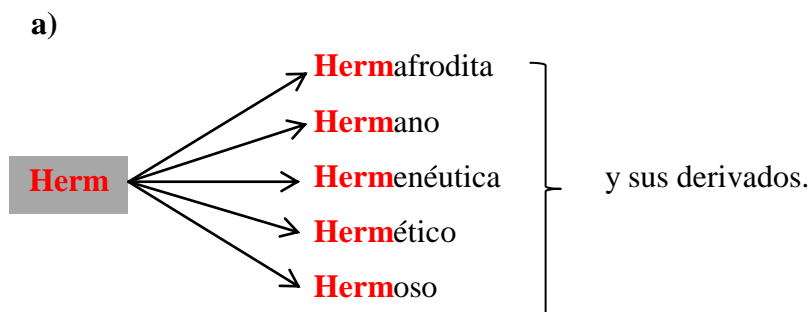 a)
Hermafrodita
Hermano
Herm Hermenéutica y sus derivados.
Hermético
Hermoso